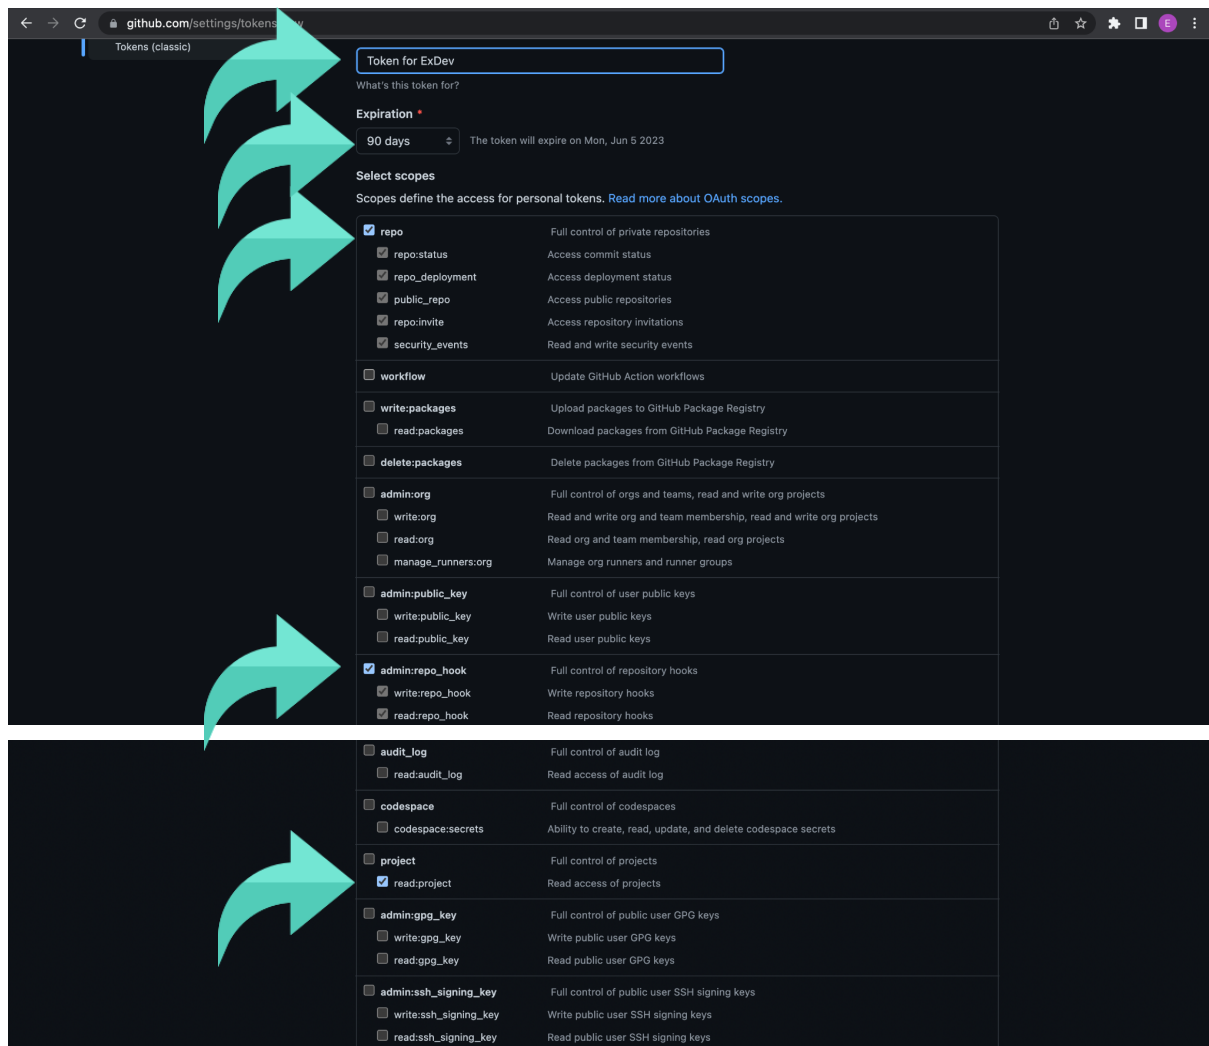 github.com/settings/tokens
E
Tokens (classic)
Token for ExDev
What's this token for?
Expiration *
90 days The token will expire on Mon, Jun 5 2023
Select scopes
Scopes define the access for personal tokens. Read more about OAuth scopes.
repo Full control of private repositories
repo:status Access commit status
repo_deployment Access deployment status
public_repo Access public repositories
repo:invite Access repository invitations
security_events Read and write security events
workflow Update GitHub Action workflows
write:packages Upload packages to GitHub Package Registry
read:packages Download packages from GitHub Package Registry
delete:packages Delete packages from GitHub Package Registry
admin:org Full control of orgs and teams, read and write org projects
write:org Read and write org and team membership, read and write org projects
read:org Read org and team membership, read org projects
manage_runners:org Manage org runners and runner groups
admin:public_key Full control of user public keys
write:public_key Write user public keys
read:public_key Read user public keys
admin:repo_hook Full control of repository hooks
write:repo_hook Write repository hooks
read:repo_hook Read repository hooks
audit_log Full control of audit log
read:audit_log Read access of audit log
codespace Full control of codespaces
codespace:secrets Ability to create, read, update, and delete codespace secrets
project Full control of projects
read:project Read access of projects
admin:gpg_key Full control of public user GPG keys
write:gpg_key Write public user GPG keys
read:gpg_key Read public user GPG keys
admin:ssh_signing_key Full control of public user SSH signing keys
write:ssh_signing_key Write public user SSH signing keys
read:ssh_signing_key Read public user SSH signing keys